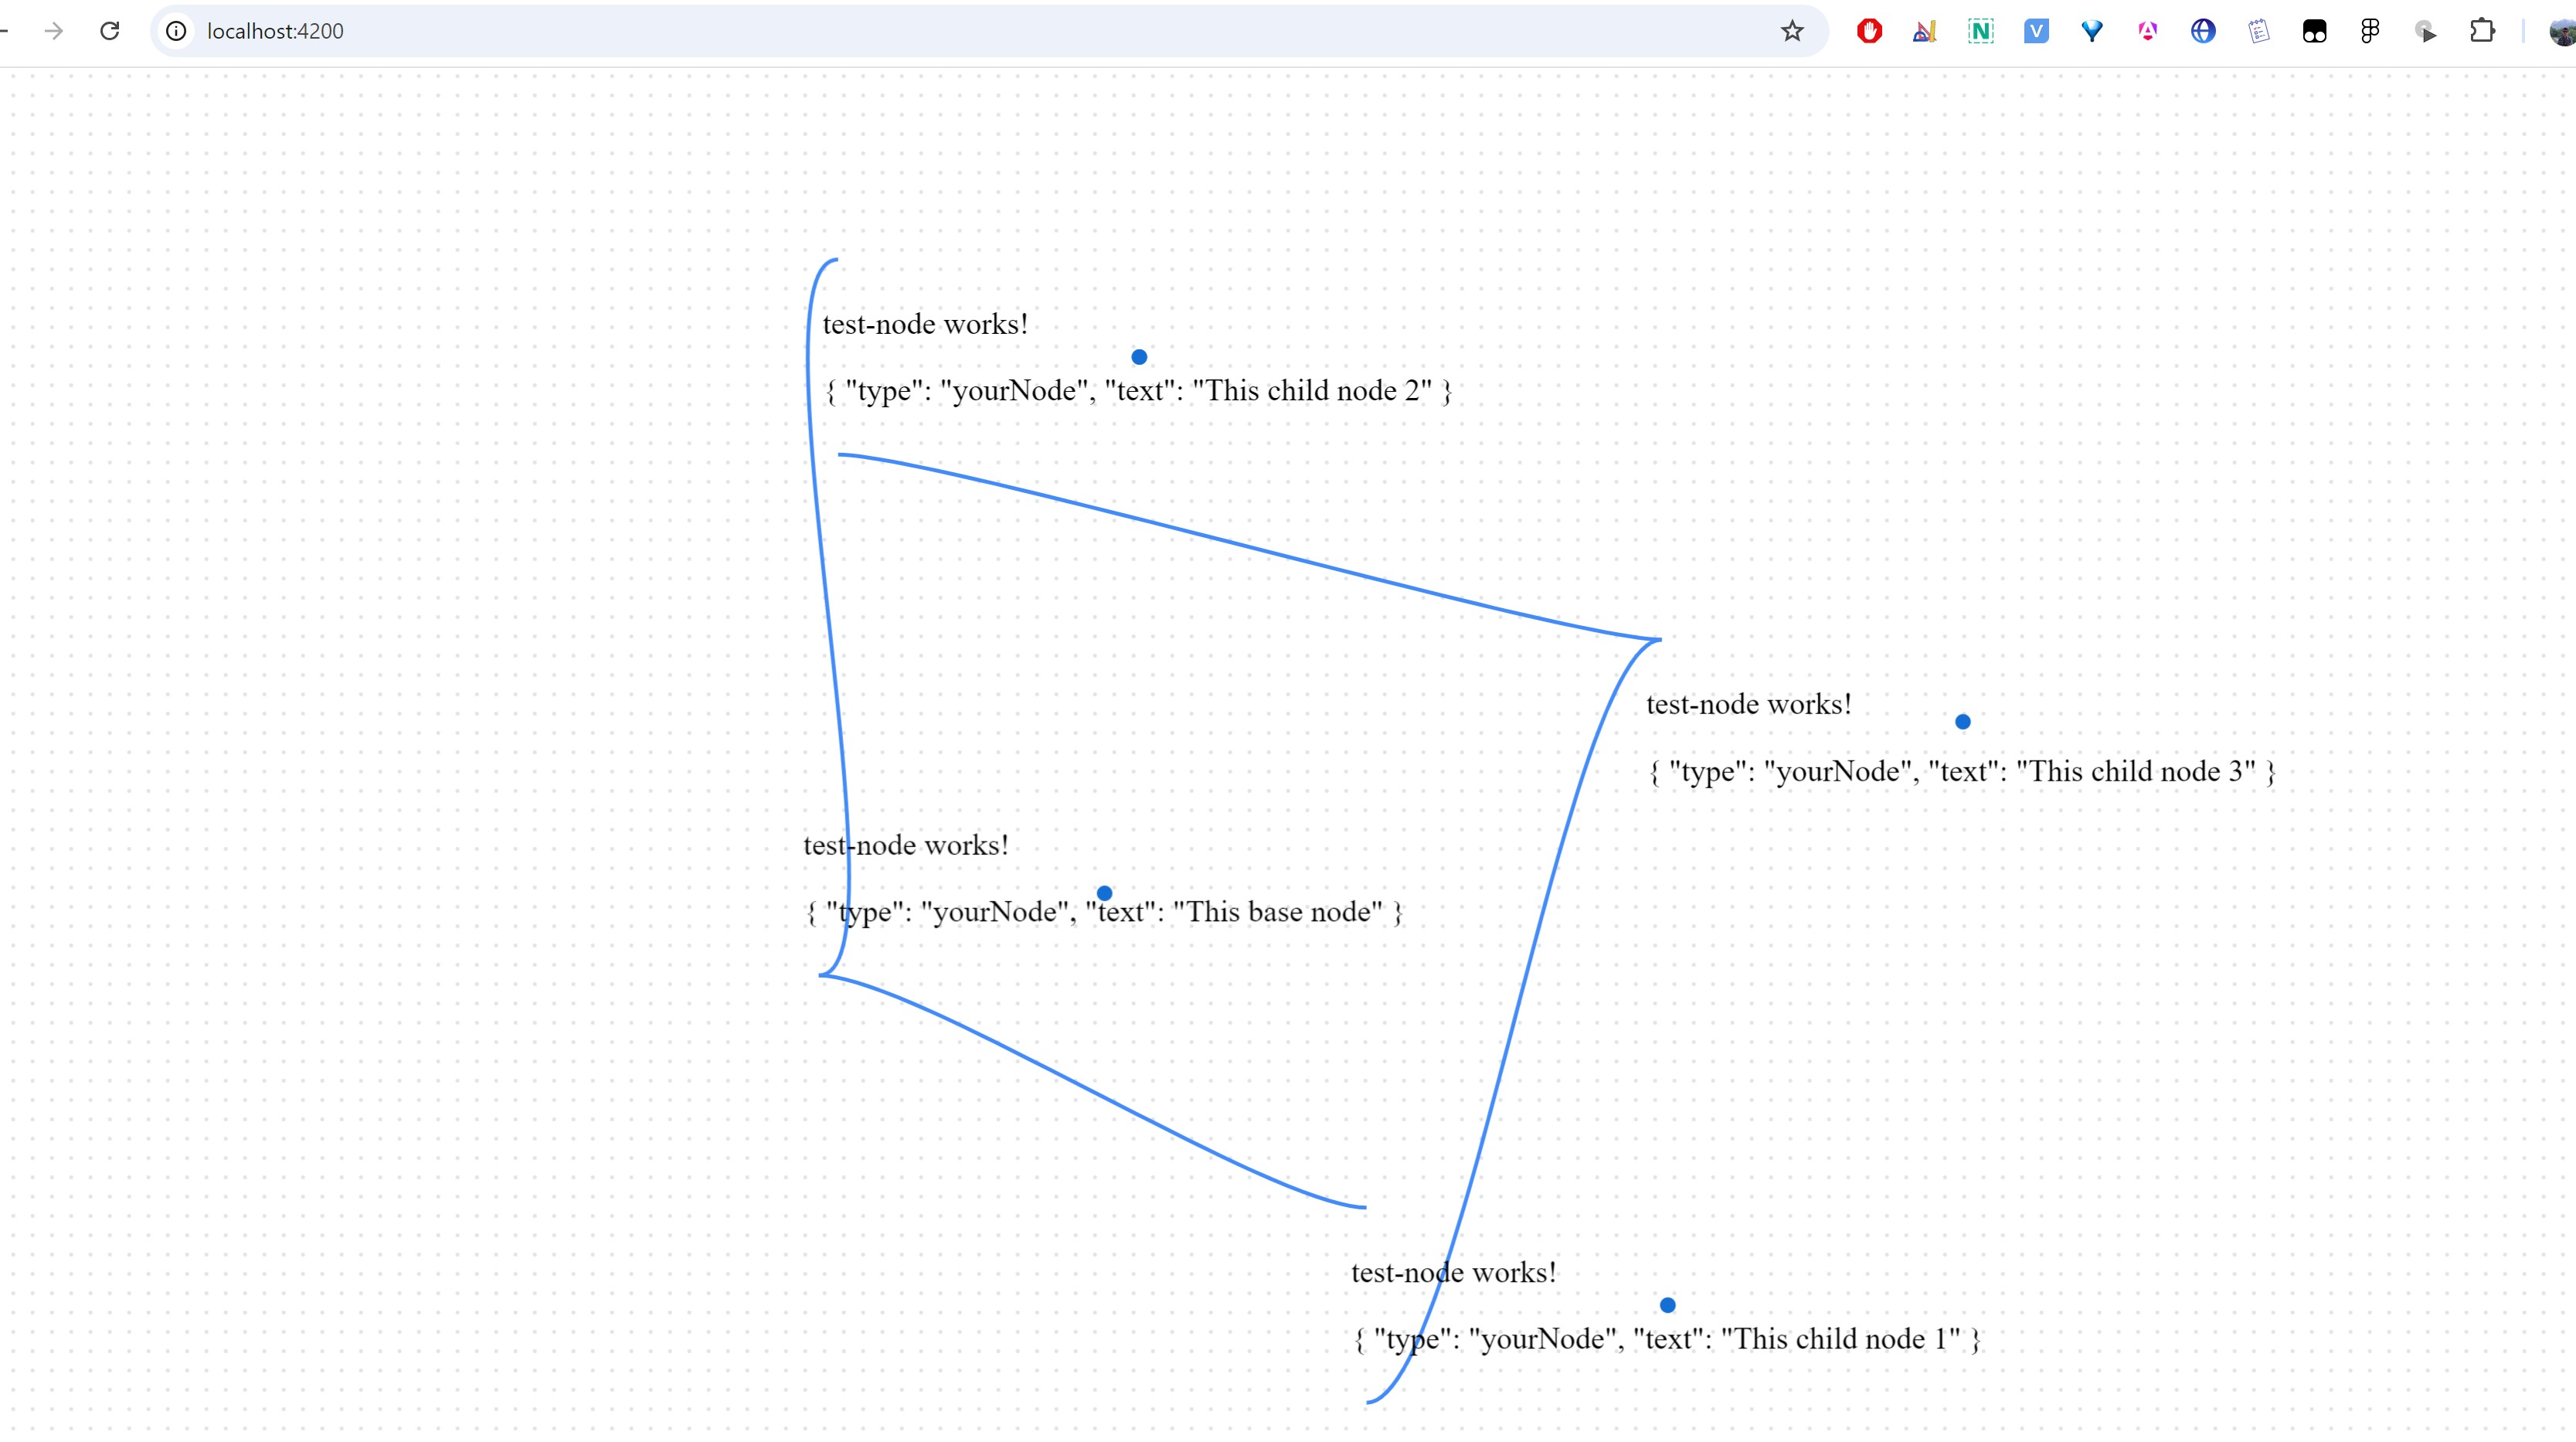 localhost:4200
N
V
test-node works!
{ "type": "yourNode", "text": "This child node 2" }
test-node works!
{ "type": "yourNode", "text": "This child node 3" }
test-node works!
{ "type": "yourNode", "text": "This base node" }
test-node works!
{ "type": "yourNode", "text": "This child node 1" }